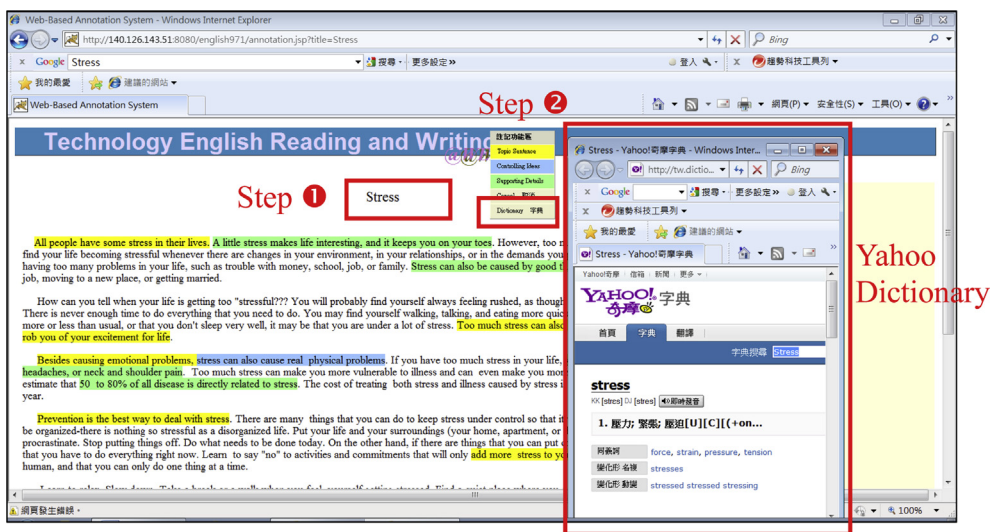 Web-Based Annotation System - Windows Internet Explorer
http://140.126.143.51:8080/english971/annotation.jsp?title=Stress
Bing
x Google Stress
搜尋 更多設定 »
登入
x 趨勢科技工具列
我的最愛 建議的網站
Web-Based Annotation System
網頁(P) 安全性(S) 工具(O)
Step ❷
Technology English Reading and Writing
註記功能區
Topic Sentence
Controlling Ideas
Supporting Details
Cancel 取消
Dictionary 字典
Step ❶
Stress
All people have some stress in their lives. A little stress makes life interesting, and it keeps you on your toes. However, too m
find your life becoming stressful whenever there are changes in your environment, in your relationships, or in the demands you
having too many problems in your life, such as trouble with money, school, job, or family. Stress can also be caused by good th
job, moving to a new place, or getting married.
How can you tell when your life is getting too "stressful??? You will probably find yourself always feeling rushed, as though
There is never enough time to do everything that you need to do. You may find yourself walking, talking, and eating more quic
more or less than usual, or that you don't sleep very well, it may be that you are under a lot of stress. Too much stress can also
rob you of your excitement for life.
Besides causing emotional problems, stress can also cause real physical problems. If you have too much stress in your life,
headaches, or neck and shoulder pain. Too much stress can make you more vulnerable to illness and can even make you mor
estimate that 50 to 80% of all disease is directly related to stress. The cost of treating both stress and illness caused by stress i
year.
Prevention is the best way to deal with stress. There are many things that you can do to keep stress under control so that it
be organized-there is nothing so stressful as a disorganized life. Put your life and your surroundings (your home, apartment, or
procrastinate. Stop putting things off. Do what needs to be done today. On the other hand, if there are things that you can put o
that you have to do everything right now. Learn to say "no" to activities and commitments that will only add more stress to yo
human, and that you can only do one thing at a time.
Stress - Yahoo!奇摩字典 - Windows Inter...
http://tw.dictio...
Bing
x Google
搜尋 更多設定 » 登入
x 趨勢科技工具列
我的最愛 建議的網站
Stress - Yahoo!奇摩字典
Yahoo!奇摩 信箱 新聞 更多
YAHOO! 奇摩 字典
首頁 字典 翻譯
字典搜尋 Stress
stress
KK [strɛs] DJ [stres] 即時發音
1. 壓力; 緊張; 壓迫[U][C][(+on...
同義詞 force, strain, pressure, tension
變化形 名複 stresses
變化形 動變 stressed stressed stressing
Yahoo
Dictionary
網頁發生錯誤。
100%